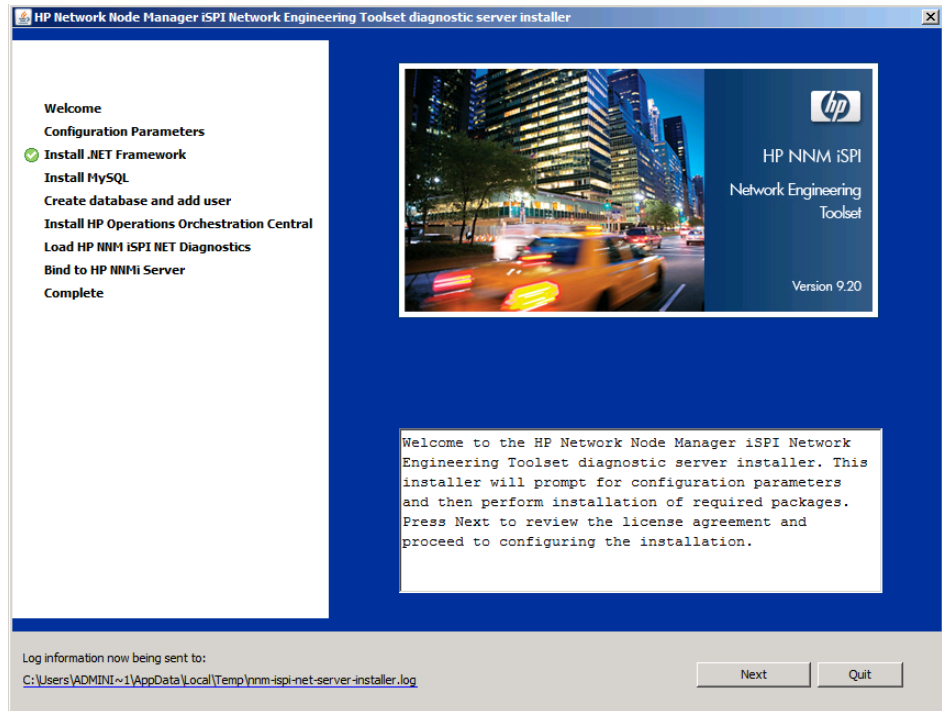 HP Network Node Manager iSPI Network Engineering Toolset diagnostic server installer
Welcome
Configuration Parameters
Install .NET Framework
Install MySQL
Create database and add user
Install HP Operations Orchestration Central
Load HP NNM iSPI NET Diagnostics
Bind to HP NNMi Server
Complete
hp
HP NNM iSPI
Network Engineering
Toolset
Version 9.20
Welcome to the HP Network Node Manager iSPI Network
Engineering Toolset diagnostic server installer. This
installer will prompt for configuration parameters
and then perform installation of required packages.
Press Next to review the license agreement and
proceed to configuring the installation.
Log information now being sent to:
C:\Users\ADMINI~1\AppData\Local\Temp\nnm-ispi-net-server-installer.log
Next
Quit